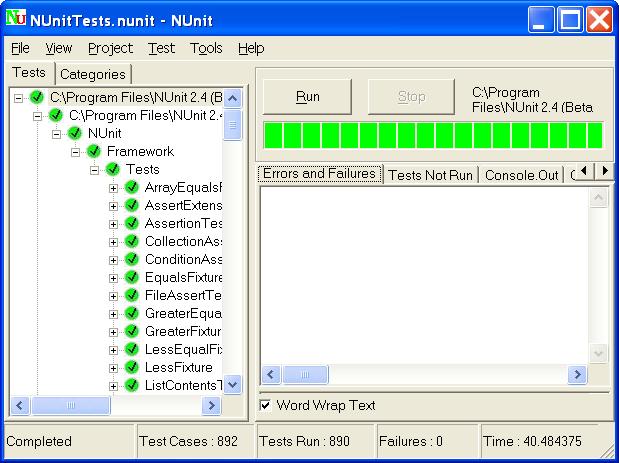 NUnitTests.nunit - NUnit
File View Project Test Tools Help
Tests Categories
C:\Program Files\NUnit 2.4 (B
C:\Program Files\NUnit 2.4
NUnit
Framework
Tests
ArrayEqualsF
AssertExtens
AssertionTest
CollectionAss
ConditionAss
EqualsFixture
FileAssertTe
GreaterEqua
GreaterFixtur
LessEqualFix
LessFixture
ListContentsT
Run Stop
C:\Program
Files\NUnit 2.4 (Beta
Errors and Failures Tests Not Run Console.Out C
Word Wrap Text
Completed Test Cases : 892 Tests Run : 890 Failures : 0 Time : 40.484375